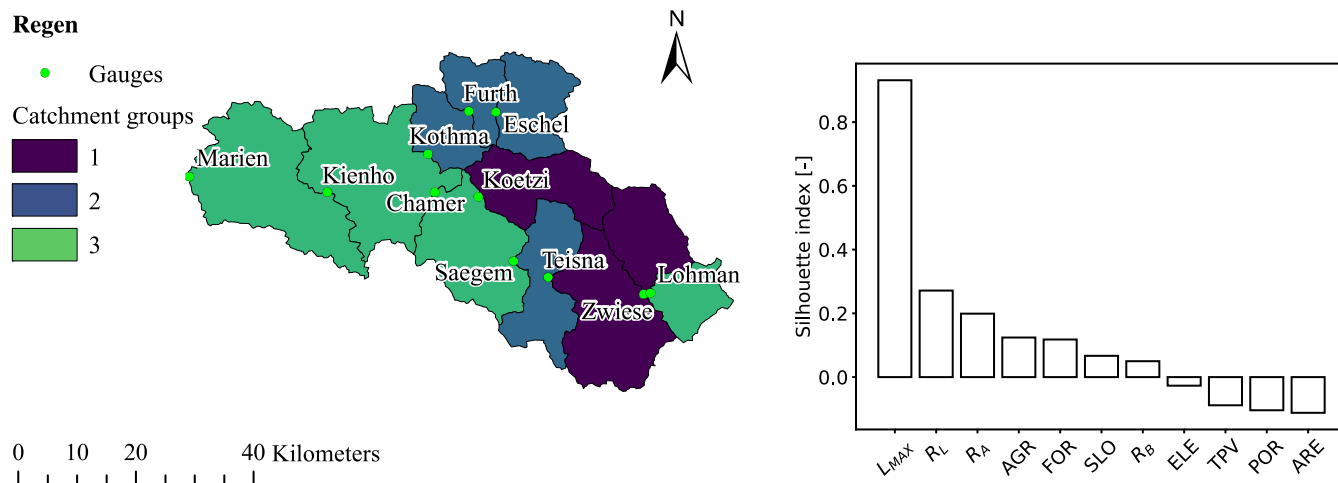 Regen
Gauges
Catchment groups
1
2
3
N
Furth
Eschel
Kothma
Marien
Kienho
Koetzi
Chamer
Saegem
Teisna
Lohman
Zwiese
0 10 20 40 Kilometers
Silhouette index [-]
0.8
0.6
0.4
0.2
0.0
L_MAX R_L R_A AGR FOR SLO R_B ELE TPV POR ARE